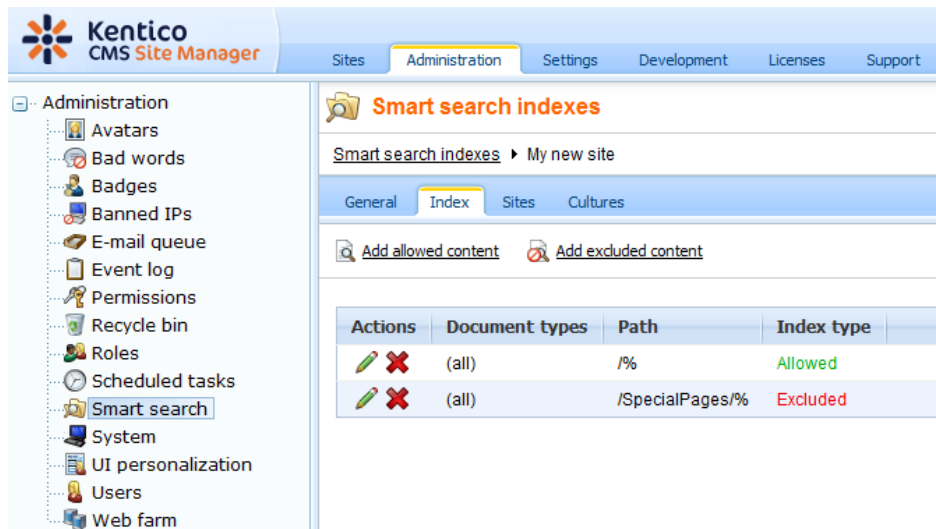 Kentico
CMS Site Manager
Sites Administration Settings Development Licenses Support
Administration
Avatars
Bad words
Badges
Banned IPs
E-mail queue
Event log
Permissions
Recycle bin
Roles
Scheduled tasks
Smart search
System
UI personalization
Users
Web farm
Smart search indexes
Smart search indexes My new site
General Index Sites Cultures
Add allowed content Add excluded content
Actions Document types Path Index type
(all) /% Allowed
(all) /SpecialPages/% Excluded